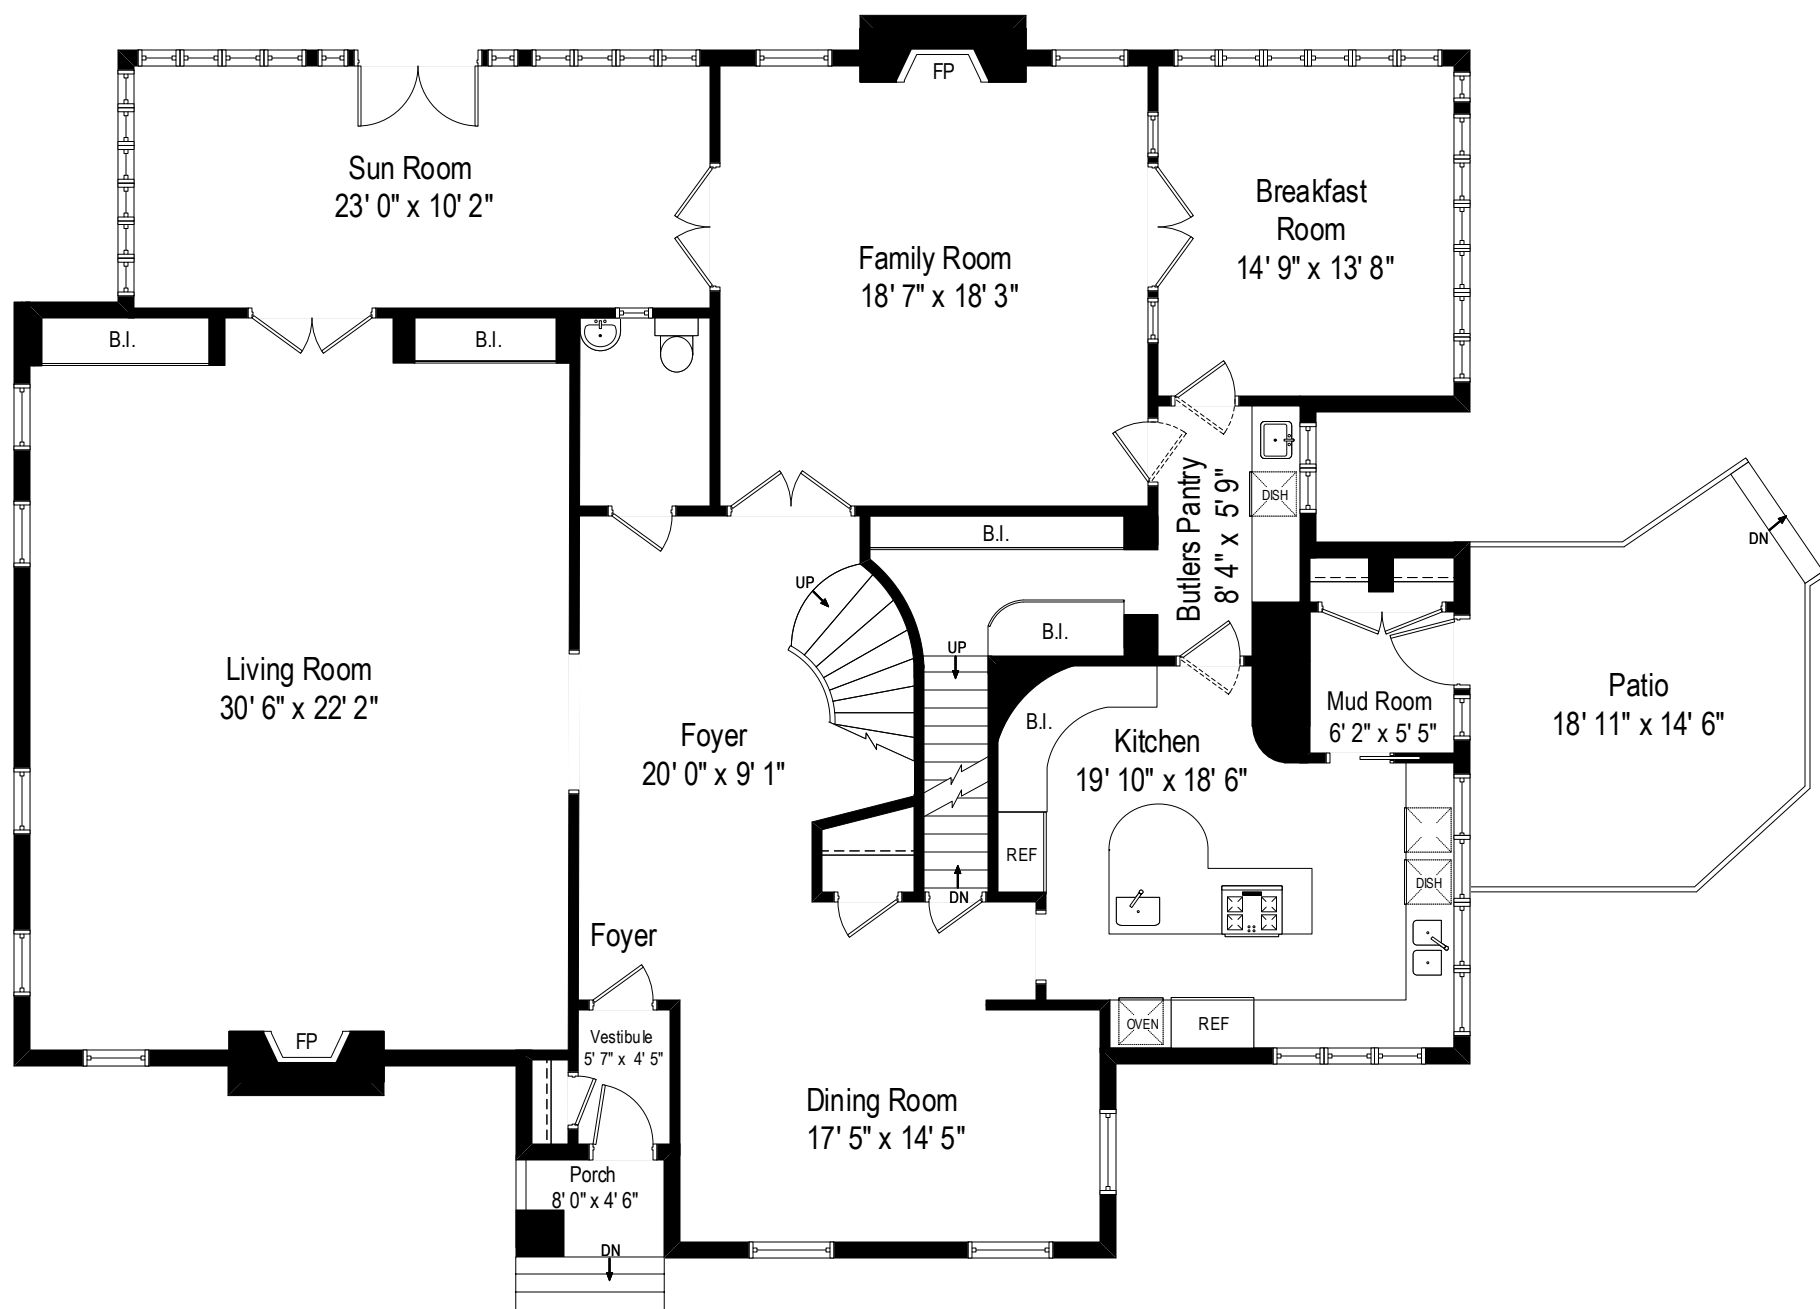 FP
Sun Room
23' 0" x 10' 2"
Breakfast
Room
14' 9" x 13' 8"
Family Room
18' 7" x 18' 3"
B.I.
B.I.
DISH
Butlers Pantry
8' 4" x 5' 9"
B.I.
DN
UP
B.I.
UP
Living Room
30' 6" x 22' 2"
Mud Room
6' 2" x 5' 5"
Patio
18' 11" x 14' 6"
B.I.
Foyer
20' 0" x 9' 1"
Kitchen
19' 10" x 18' 6"
REF
DISH
DN
Foyer
FP
Vestibule
5' 7" x 4' 5"
OVEN
REF
Dining Room
17' 5" x 14' 5"
Porch
8' 0" x 4' 6"
DN